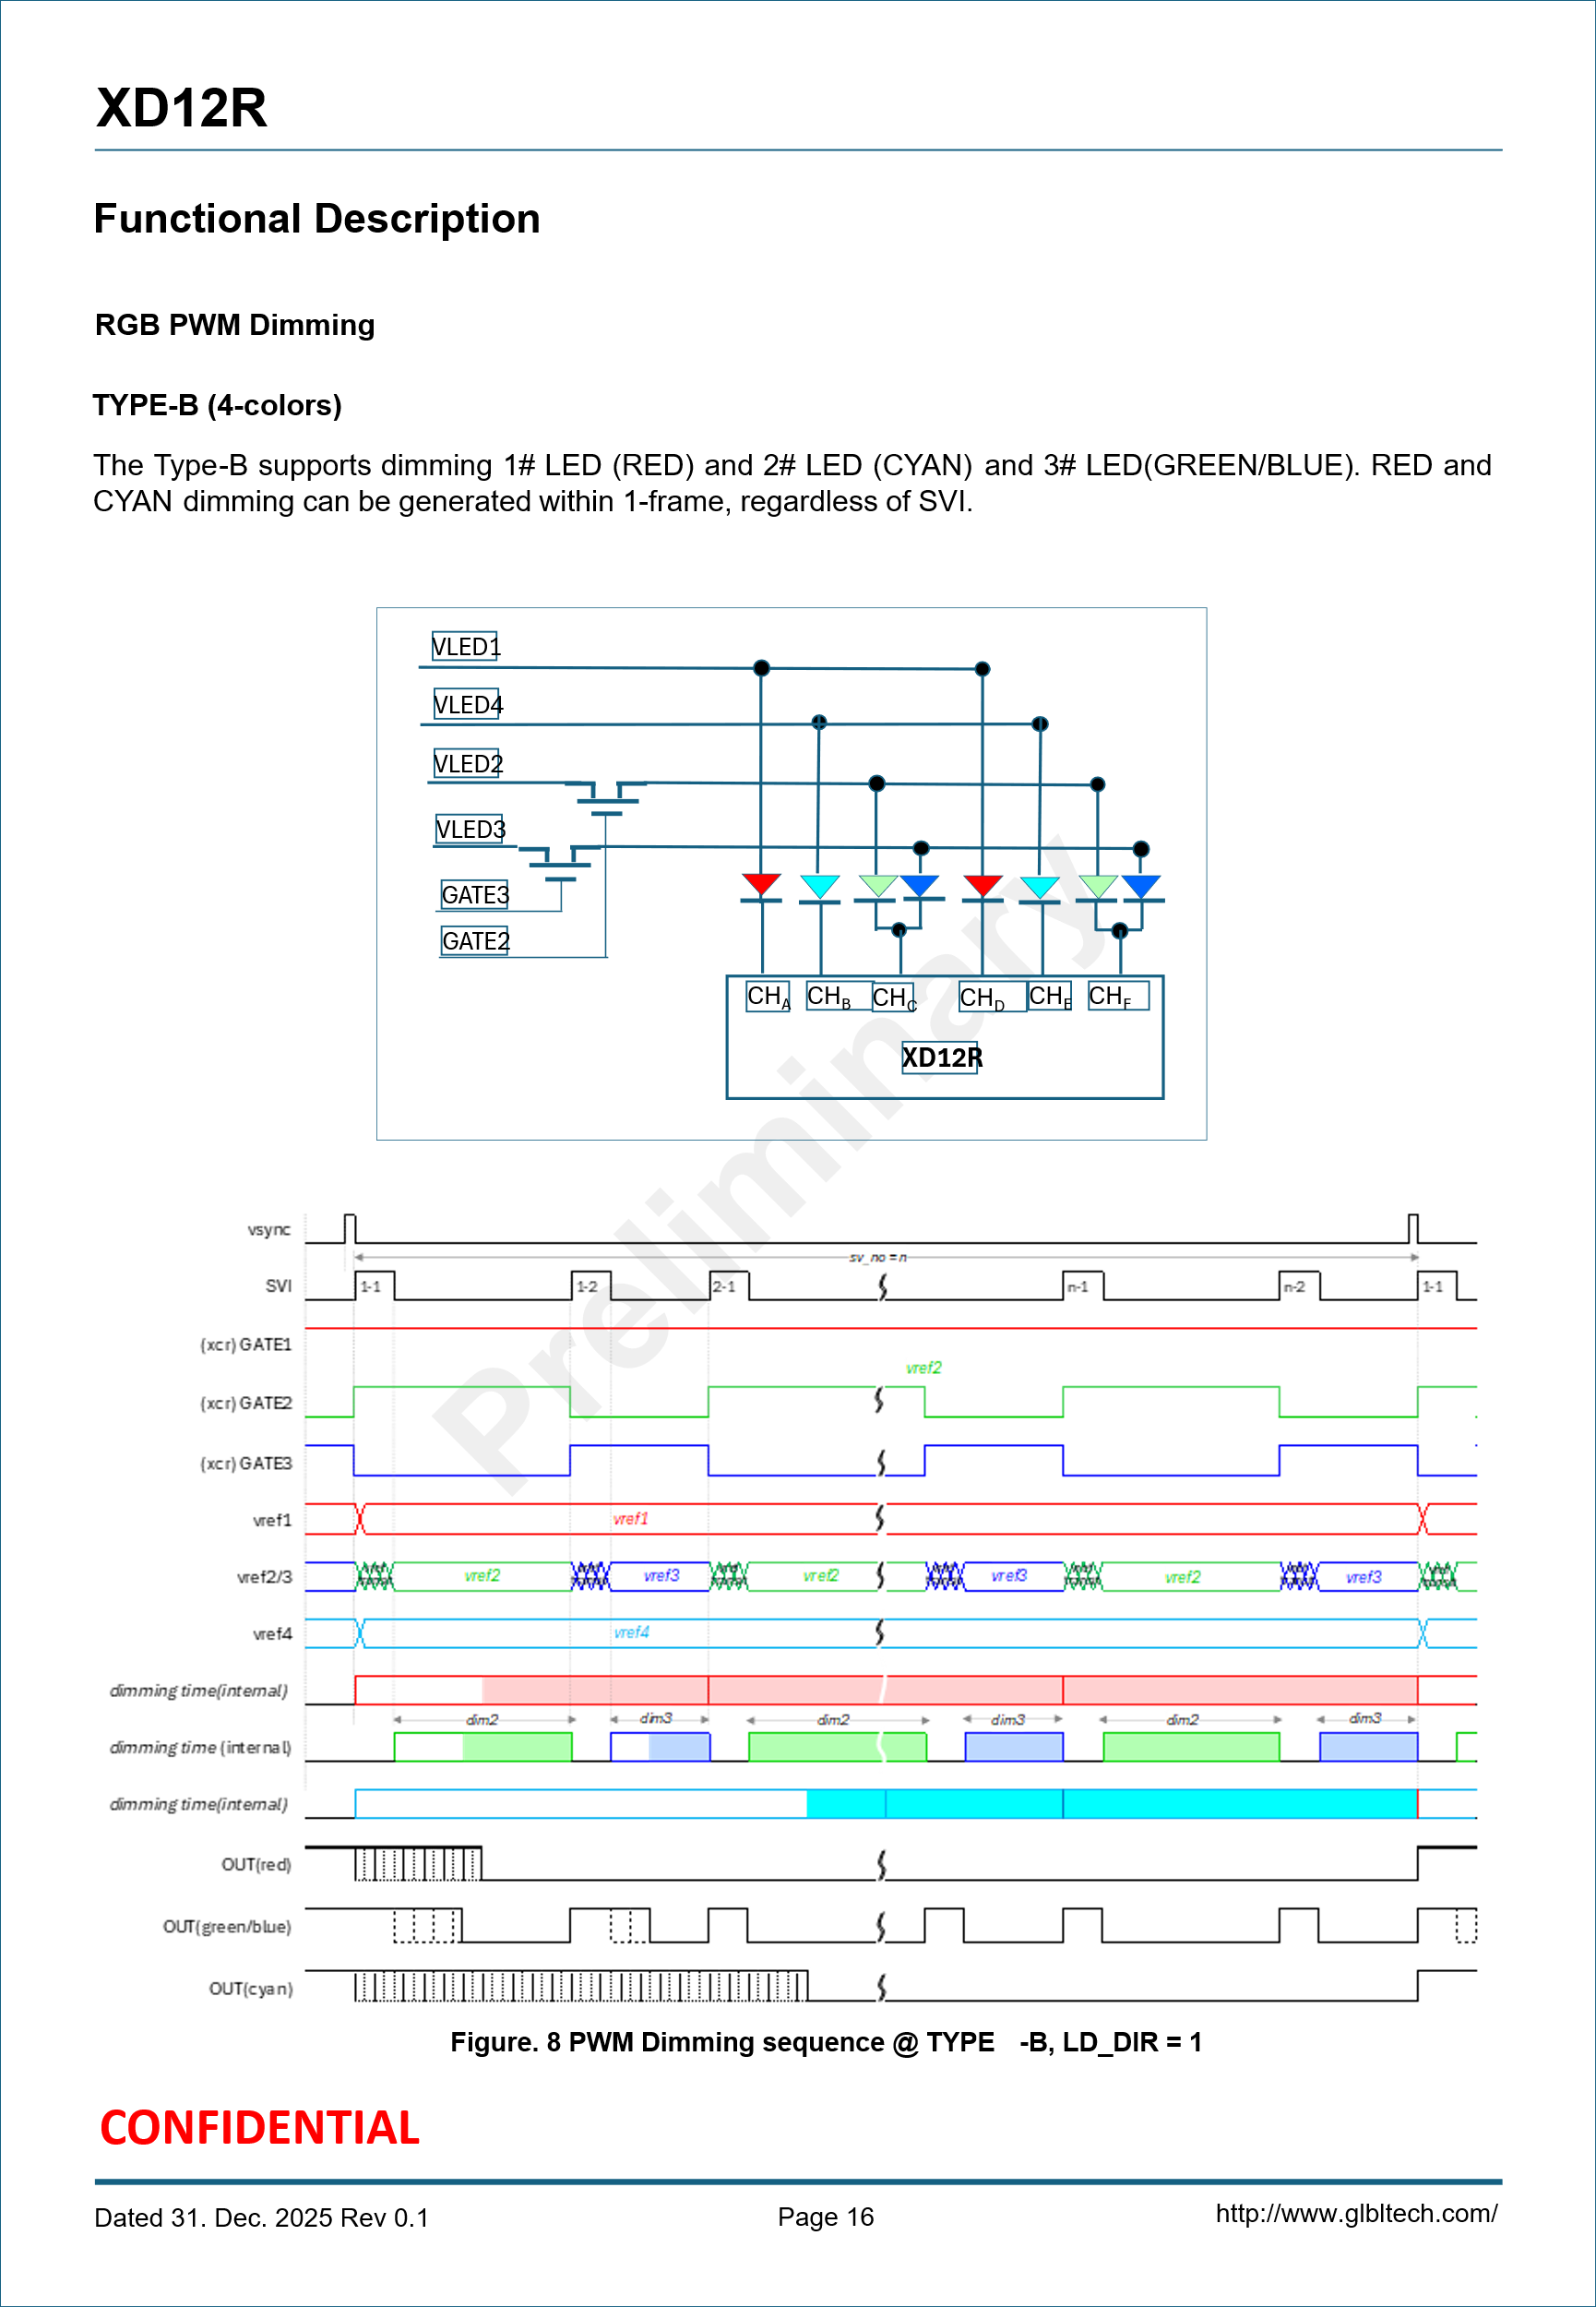 XD12R
Functional Description
RGB PWM Dimming
TYPE-B (4-colors)
The Type-B supports dimming 1# LED (RED) and 2# LED (CYAN) and 3# LED(GREEN/BLUE). RED and
CYAN dimming can be generated within 1-frame, regardless of SVI.
VLED1
VLED4
VLED2
VLED3
GATE3
GATE2
CHA CHB CHC CHD CHE CHF
XD12R
Preliminary
vsync
sv_no = n
SVI 1-1 1-2 2-1 n-1 n-2 1-1
(xcr) GATE1
vref2
(xcr) GATE2
(xcr) GATE3
vref1 vref1
vref2/3 vref2 vref3 vref2 vref3 vref2 vref3
vref4 vref4
dimming time(internal)
dim2 dim3 dim2 dim3 dim2 dim3
dimming time (internal)
dimming time(internal)
OUT(red)
OUT(green/blue)
OUT(cyan)
Figure. 8 PWM Dimming sequence @ TYPE -B, LD_DIR = 1
CONFIDENTIAL
Dated 31. Dec. 2025 Rev 0.1 Page 16 http://www.glbltech.com/